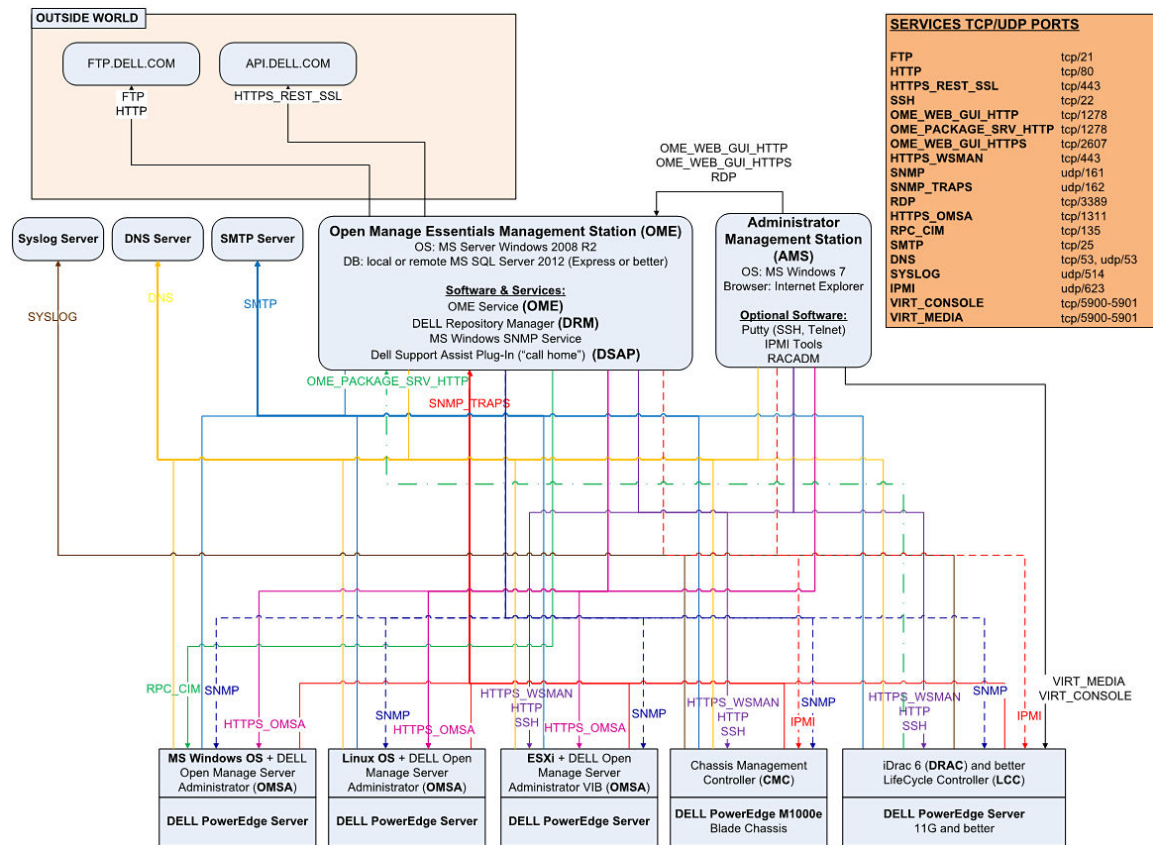 OUTSIDE WORLD
FTP.DELL.COM
API.DELL.COM
FTP
HTTP
HTTPS_REST_SSL
SERVICES TCP/UDP PORTS
FTP tcp/21
HTTP tcp/80
HTTPS_REST_SSL tcp/443
SSH tcp/22
OME_WEB_GUI_HTTP tcp/1278
OME_PACKAGE_SRV_HTTP tcp/1278
OME_WEB_GUI_HTTPS tcp/2607
HTTPS_WSMAN tcp/443
SNMP udp/161
SNMP_TRAPS udp/162
RDP tcp/3389
HTTPS_OMSA tcp/1311
RPC_CIM tcp/135
SMTP tcp/25
DNS tcp/53, udp/53
SYSLOG udp/514
IPMI udp/623
VIRT_CONSOLE tcp/5900-5901
VIRT_MEDIA tcp/5900-5901
OME_WEB_GUI_HTTP
OME_WEB_GUI_HTTPS
RDP
Syslog Server
DNS Server
SMTP Server
Open Manage Essentials Management Station (OME)
OS: MS Server Windows 2008 R2
DB: local or remote MS SQL Server 2012 (Express or better)
Software & Services:
OME Service (OME)
DELL Repository Manager (DRM)
MS Windows SNMP Service
Dell Support Assist Plug-In ("call home") (DSAP)
Administrator
Management Station
(AMS)
OS: MS Windows 7
Browser: Internet Explorer
Optional Software:
Putty (SSH, Telnet)
IPMI Tools
RACADM
SYSLOG
DNS
SMTP
OME_PACKAGE_SRV_HTTP
SNMP_TRAPS
RPC_CIM
SNMP
HTTPS_OMSA
SNMP
HTTPS_OMSA
HTTPS_WSMAN
HTTP
SSH
HTTPS_OMSA
SNMP
HTTPS_WSMAN
HTTP
SSH
IPMI
SNMP
HTTPS_WSMAN
HTTP
SSH
SNMP
IPMI
VIRT_MEDIA
VIRT_CONSOLE
MS Windows OS + DELL
Open Manage Server
Administrator (OMSA)
DELL PowerEdge Server
Linux OS + DELL Open
Manage Server
Administrator (OMSA)
DELL PowerEdge Server
ESXi + DELL Open
Manage Server
Administrator VIB (OMSA)
DELL PowerEdge Server
Chassis Management
Controller (CMC)
DELL PowerEdge M1000e
Blade Chassis
iDrac 6 (DRAC) and better
LifeCycle Controller (LCC)
DELL PowerEdge Server
11G and better